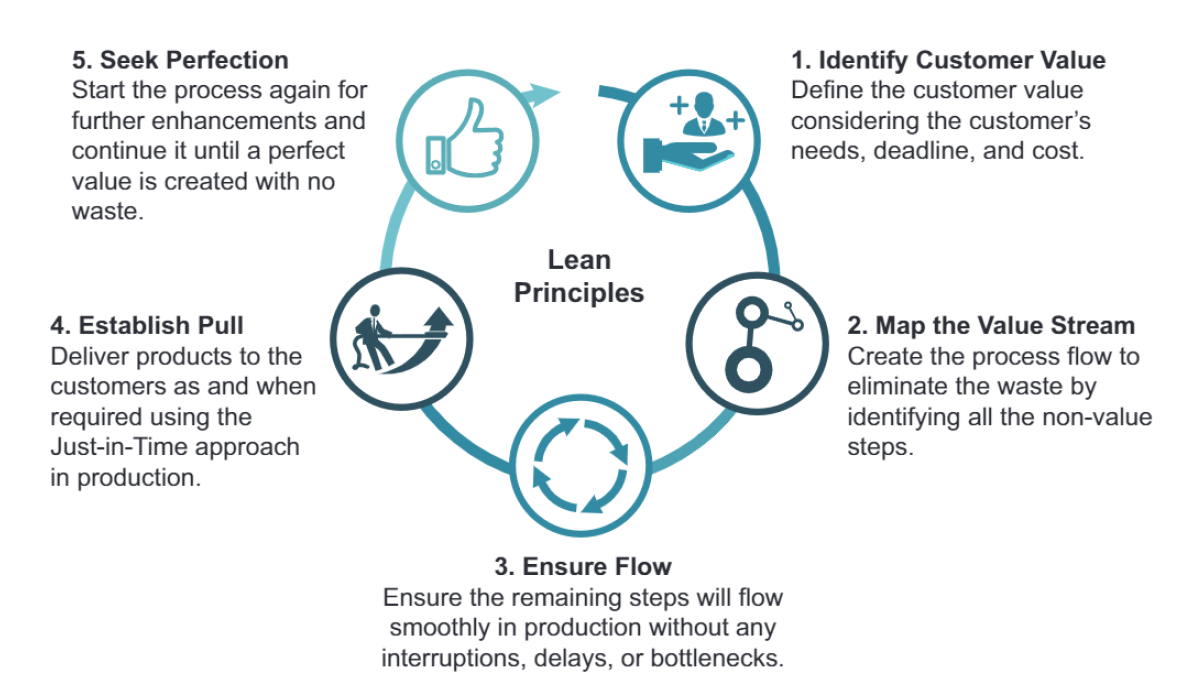 5. Seek Perfection
Start the process again for
further enhancements and
continue it until a perfect
value is created with no
waste.
1. Identify Customer Value
Define the customer value
considering the customer’s
needs, deadline, and cost.
Lean
Principles
4. Establish Pull
Deliver products to the
customers as and when
required using the
Just-in-Time approach
in production.
2. Map the Value Stream
Create the process flow to
eliminate the waste by
identifying all the non-value
steps.
3. Ensure Flow
Ensure the remaining steps will flow
smoothly in production without any
interruptions, delays, or bottlenecks.